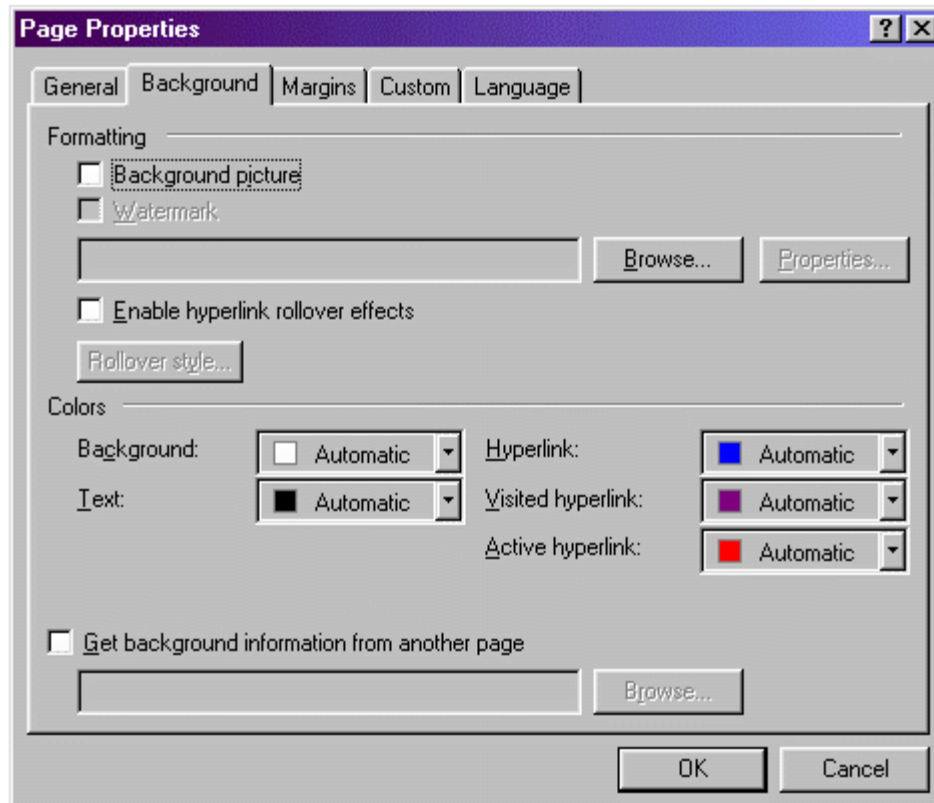 Page Properties
General Background Margins Custom Language
Formatting
Background picture
Watermark
Browse... Properties...
Enable hyperlink rollover effects
Rollover style...
Colors
Background: Automatic Hyperlink: Automatic
Text: Automatic Visited hyperlink: Automatic
Active hyperlink: Automatic
Get background information from another page
Browse...
OK Cancel